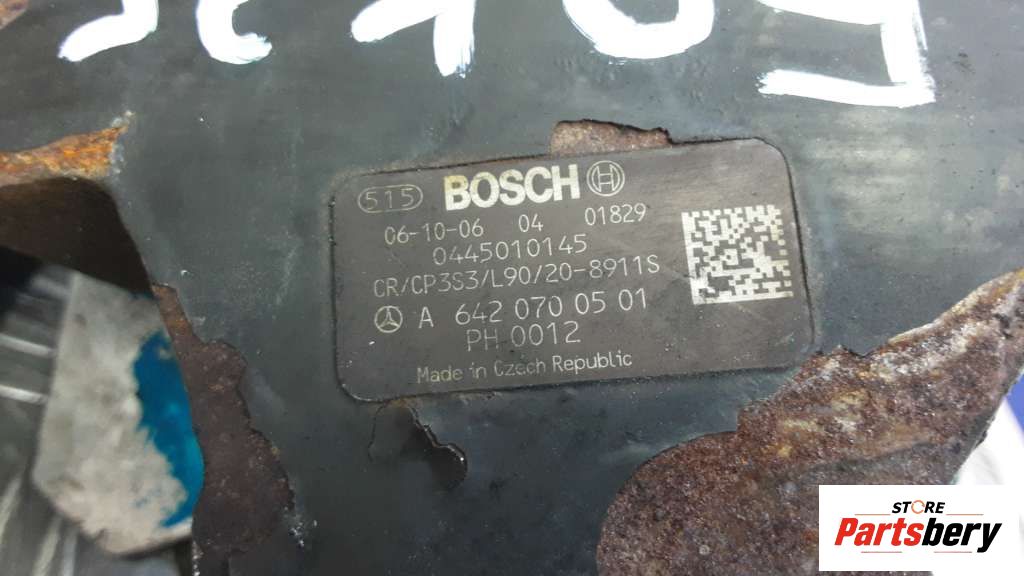 515 BOSCH
06-10-06 04 01829
0445010145
CR/CP3S3/L90/20-8911S
A 642 070 05 01
PH 0012
Made in Czech Republic
STORE
Partsbery